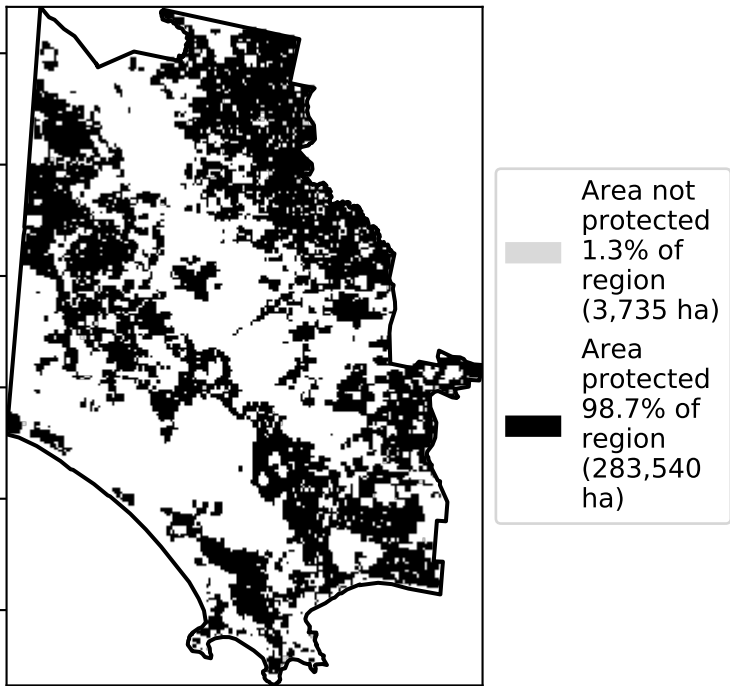 Area not
protected
1.3% of
region
(3,735 ha)
Area
protected
98.7% of
region
(283,540
ha)